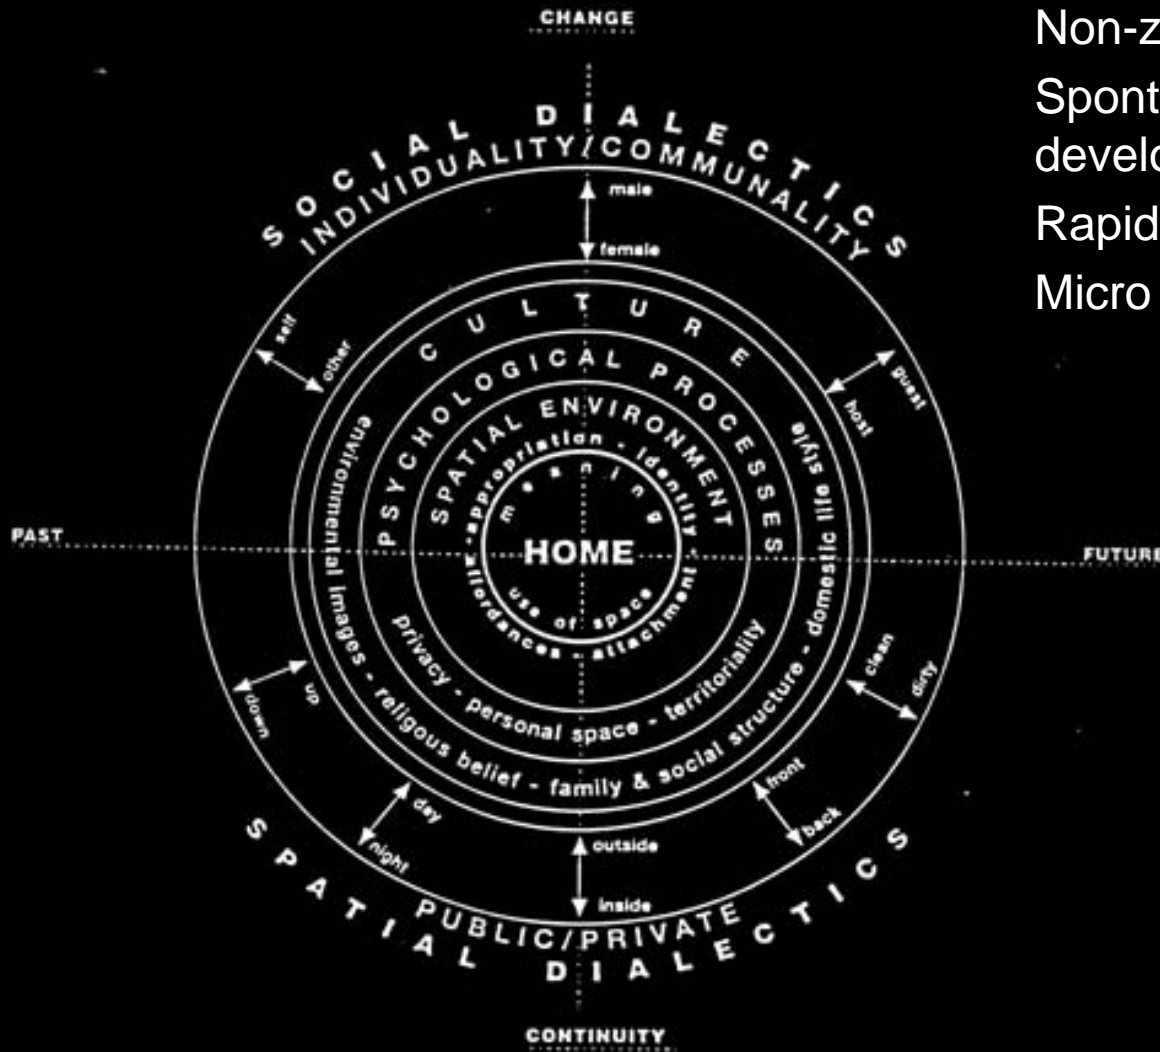 CHANGE
SOCIAL DIALECTICS
INDIVIDUALITY/COMMUNALITY
male
female
self
other
guest
host
CULTURE
PSYCHOLOGICAL PROCESSES
SPATIAL ENVIRONMENT
appropriation - identity - attachment - affordances -
meaning
HOME
use of space
PAST
FUTURE
privacy - personal space - territoriality
environmental images - religous belief - family & social structure - domestic life style
clean
dirty
up
down
front
back
day
night
outside
inside
PUBLIC/PRIVATE
SPATIAL DIALECTICS
CONTINUITY
Non-z
Spont
develo
Rapid
Micro